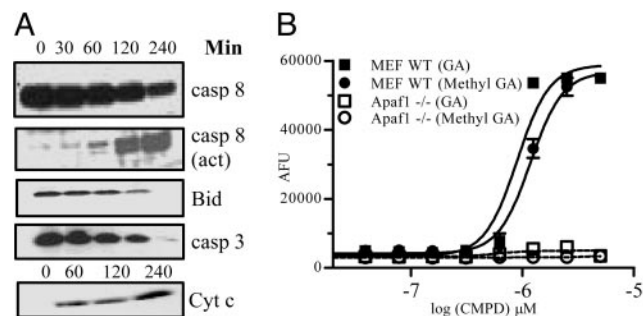 A
0 30 60 120 240 Min
casp 8
casp 8
(act)
Bid
casp 3
0 60 120 240
Cyt c
B
60000
40000
20000
0
AFU
MEF WT (GA)
MEF WT (Methyl GA)
Apaf1 -/- (GA)
Apaf1 -/- (Methyl GA)
-7 -6 -5
log (CMPD) µM